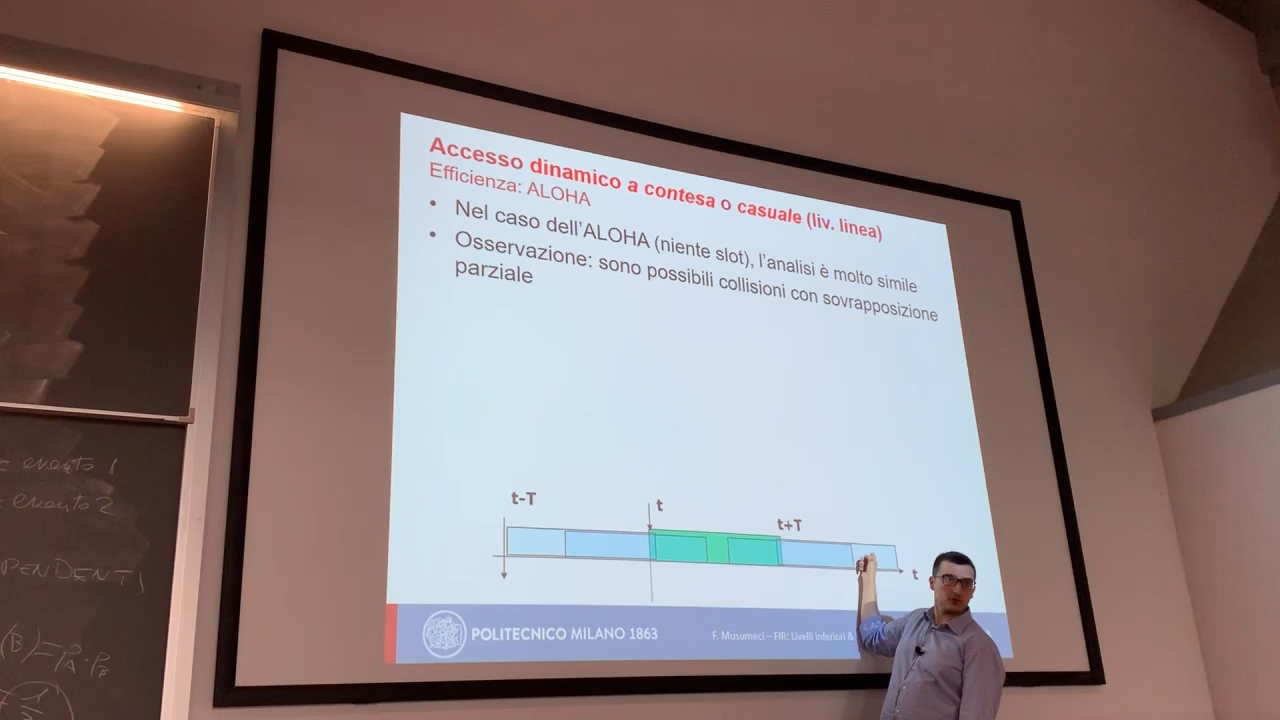 Accesso dinamico a contesa o casuale (liv. linea)
Efficienza: ALOHA
• Nel caso dell'ALOHA (niente slot), l'analisi è molto simile
• Osservazione: sono possibili collisioni con sovrapposizione
parziale
t-T
t
t+T
t
POLITECNICO MILANO 1863
F. Musumeci – FIR: Livelli inferiori &
= evento 1
= evento 2
PENDENTI